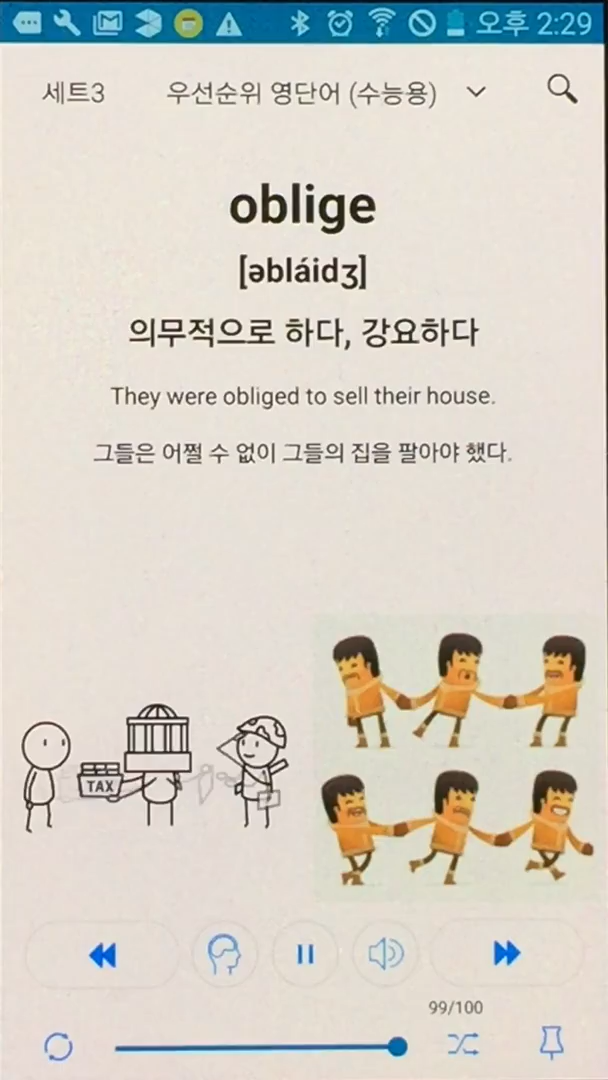 오후 2:29
세트3 우선순위 영단어 (수능용)
oblige
[əbláidʒ]
의무적으로 하다, 강요하다
They were obliged to sell their house.
그들은 어쩔 수 없이 그들의 집을 팔아야 했다.
TAX
99/100